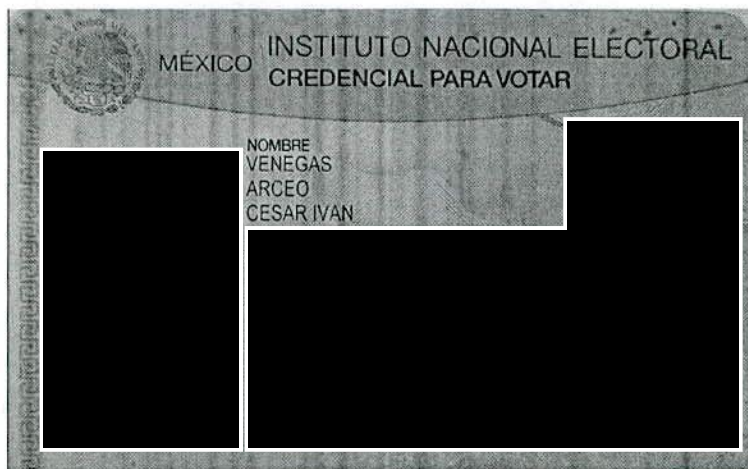 MÉXICO INSTITUTO NACIONAL ELECTORAL
CREDENCIAL PARA VOTAR
NOMBRE
VENEGAS
ARCEO
CESAR IVAN